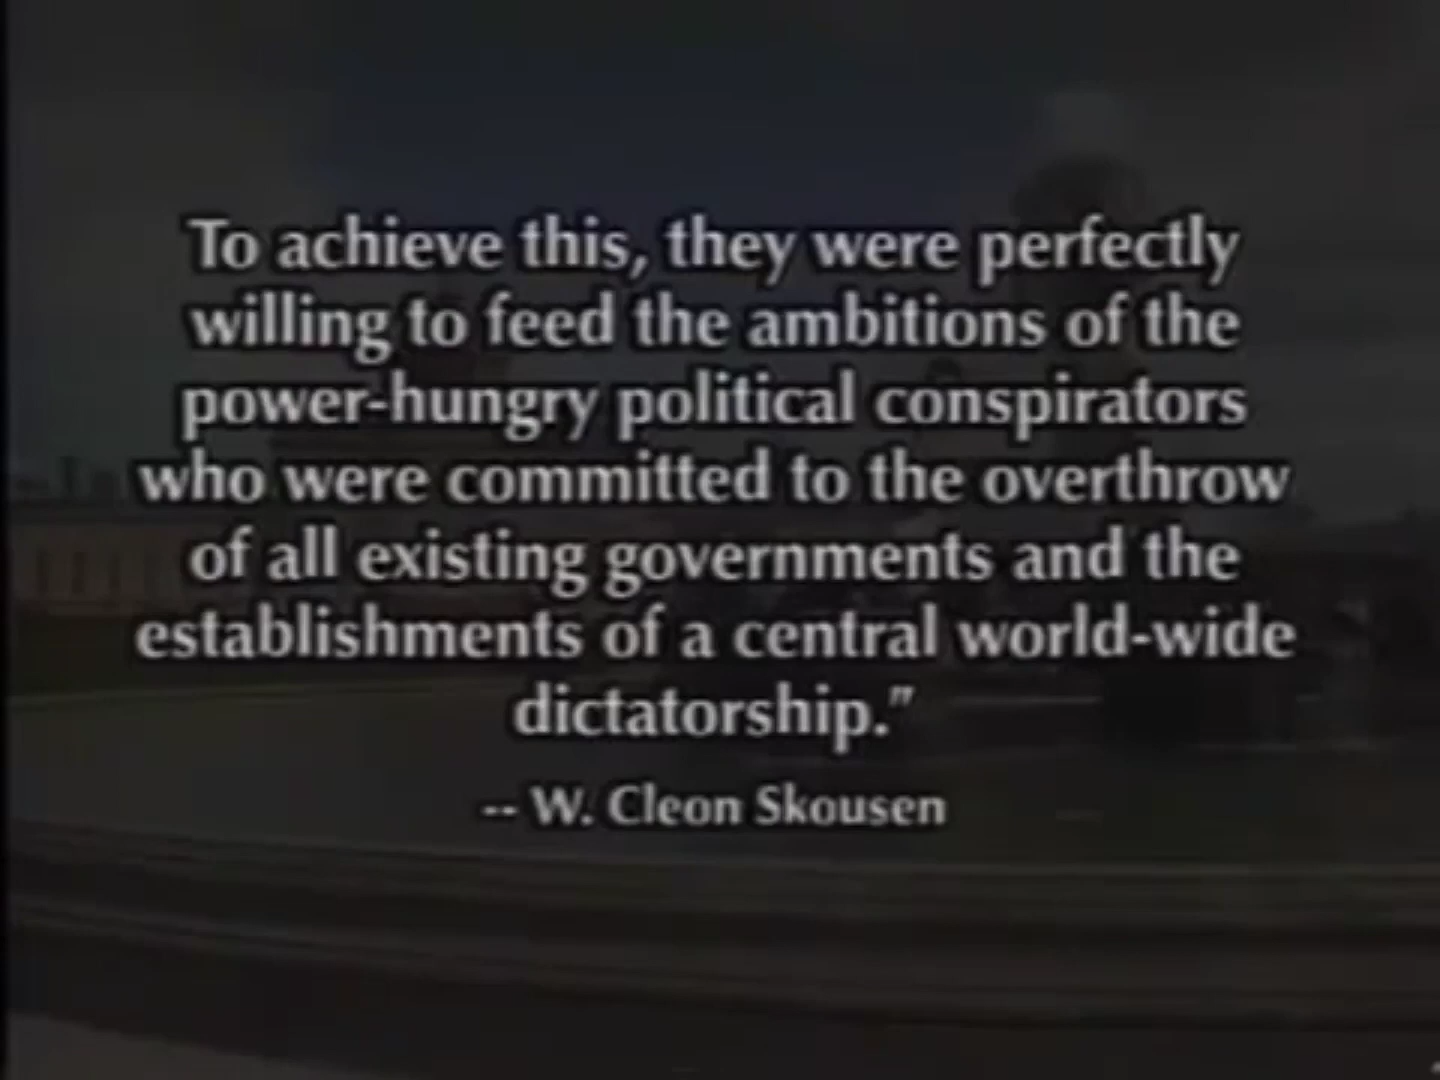 To achieve this, they were perfectly
willing to feed the ambitions of the
power-hungry political conspirators
who were committed to the overthrow
of all existing governments and the
establishments of a central world-wide
dictatorship.”
-- W. Cleon Skousen